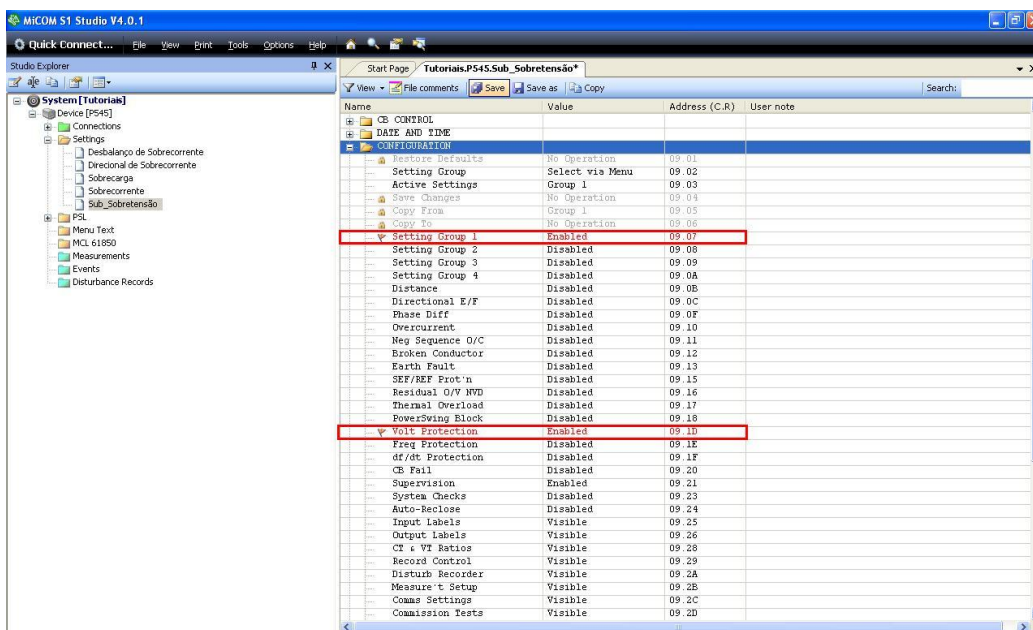 MiCOM S1 Studio V4.0.1
Quick Connect... File View Print Tools Options Help
Studio Explorer
System [Tutoriais]
Device [P545]
Connections
Settings
Desbalanço de Sobrecorrente
Direcional de Sobrecorrente
Sobrecarga
Sobrecorrente
Sub_Sobretensão
PSL
Menu Text
MCL 61850
Measurements
Events
Disturbance Records
Start Page Tutoriais.P545.Sub_Sobretensão*
View File comments Save Save as Copy Search:
Name Value Address (C.R) User note
CB CONTROL
DATE AND TIME
CONFIGURATION
Restore Defaults No Operation 09.01
Setting Group Select via Menu 09.02
Active Settings Group 1 09.03
Save Changes No Operation 09.04
Copy From Group 1 09.05
Copy To No Operation 09.06
Setting Group 1 Enabled 09.07
Setting Group 2 Disabled 09.08
Setting Group 3 Disabled 09.09
Setting Group 4 Disabled 09.0A
Distance Disabled 09.0B
Directional E/F Disabled 09.0C
Phase Diff Disabled 09.0F
Overcurrent Disabled 09.10
Neg Sequence O/C Disabled 09.11
Broken Conductor Disabled 09.12
Earth Fault Disabled 09.13
SEF/REF Prot'n Disabled 09.15
Residual O/V NVD Disabled 09.16
Thermal Overload Disabled 09.17
PowerSwing Block Disabled 09.18
Volt Protection Enabled 09.1D
Freq Protection Disabled 09.1E
df/dt Protection Disabled 09.1F
CB Fail Disabled 09.20
Supervision Enabled 09.21
System Checks Disabled 09.23
Auto-Reclose Disabled 09.24
Input Labels Visible 09.25
Output Labels Visible 09.26
CT & VT Ratios Visible 09.28
Record Control Visible 09.29
Disturb Recorder Visible 09.2A
Measure't Setup Visible 09.2B
Comms Settings Visible 09.2C
Commission Tests Visible 09.2D